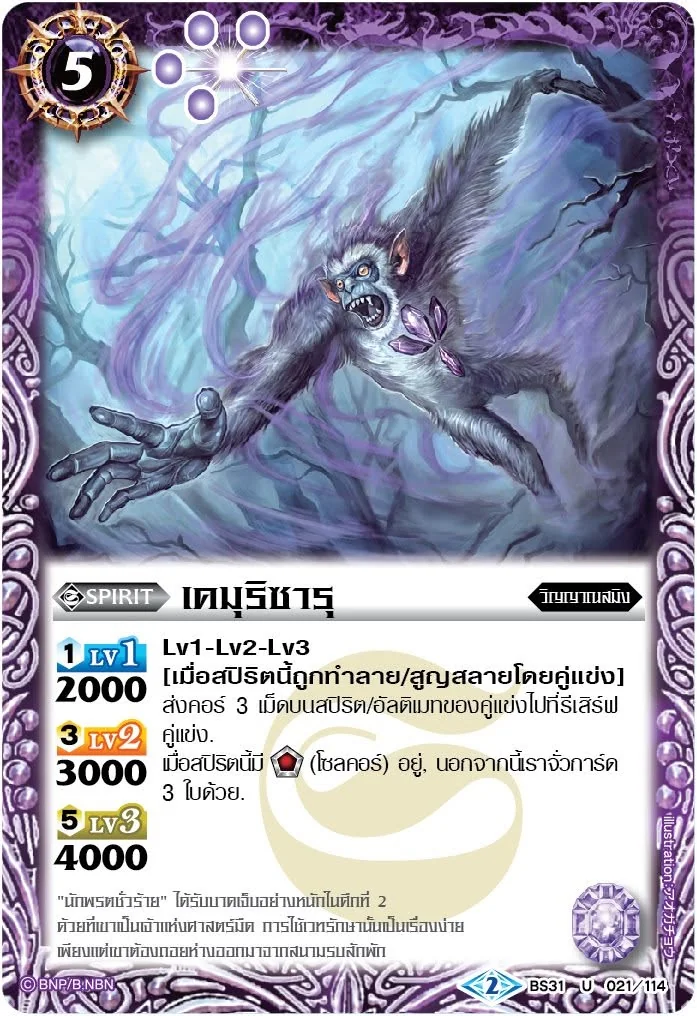 5
SPIRIT
เคมุริซารุ
วิญญาณสมิง
1 LV1
2000
3 LV2
3000
5 LV3
4000
Lv1-Lv2-Lv3
[เมื่อสปิริตนี้ถูกทำลาย/สูญสลายโดยคู่แข่ง]
ส่งคอร์ 3 เม็ดบนสปิริต/อัลติเมทของคู่แข่งไปที่รีเสิร์ฟ
คู่แข่ง.
เมื่อสปิริตนี้มี (โซลคอร์) อยู่, นอกจากนี้เราจั่วการ์ด
3 ใบด้วย.
"นักพรตชั่วร้าย" ได้รับบาดเจ็บอย่างหนักในศึกที่ 2
ด้วยที่เขาเป็นเจ้าแห่งศาสตร์มืด การใช้เวทรักษานั้นเป็นเรื่องง่าย
เพียงแต่เขาต้องถอยห่างออกมาจากสนามรบสักพัก
illustration:アオガチョウ
©BNP/B.NBN
2
BS31 U 021/114